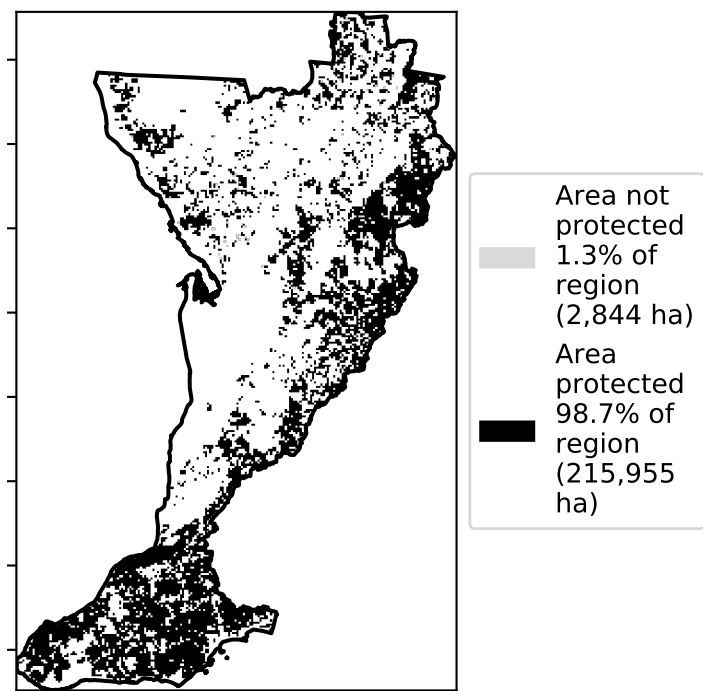 Area not
protected
1.3% of
region
(2,844 ha)
Area
protected
98.7% of
region
(215,955
ha)